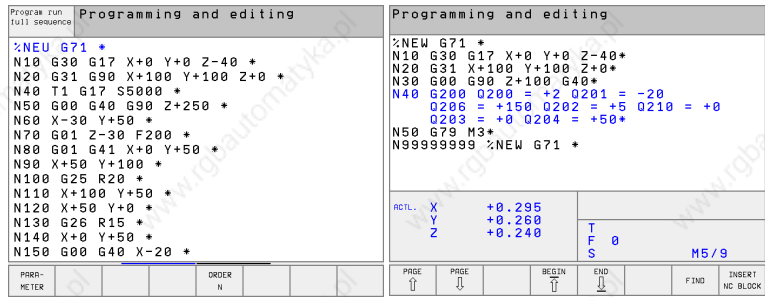 Program run
full sequence
Programming and editing
%NEU G71 *
N10 G30 G17 X+0 Y+0 Z-40 *
N20 G31 G90 X+100 Y+100 Z+0 *
N40 T1 G17 S5000 *
N50 G00 G40 G90 Z+250 *
N60 X-30 Y+50 *
N70 G01 Z-30 F200 *
N80 G01 G41 X+0 Y+50 *
N90 X+50 Y+100 *
N100 G25 R20 *
N110 X+100 Y+50 *
N120 X+50 Y+0 *
N130 G26 R15 *
N140 X+0 Y+50 *
N150 G00 G40 X-20 *
PARA-
METER
ORDER
N
Programming and editing
%NEW G71 *
N10 G30 G17 X+0 Y+0 Z-40*
N20 G31 X+100 Y+100 Z+0*
N30 G00 G90 Z+100 G40*
N40 G200 Q200 = +2 Q201 = -20
Q206 = +150 Q202 = +5 Q210 = +0
Q203 = +0 Q204 = +50*
N50 G79 M3*
N99999999 %NEW G71 *
ACTL. X +0.295
Y +0.260
Z +0.240
T
F 0
S M5/9
PAGE ⇧
PAGE ⇩
BEGIN ⇧
END ⇩
FIND
INSERT
NC BLOCK
www.rgbautomatyka.pl